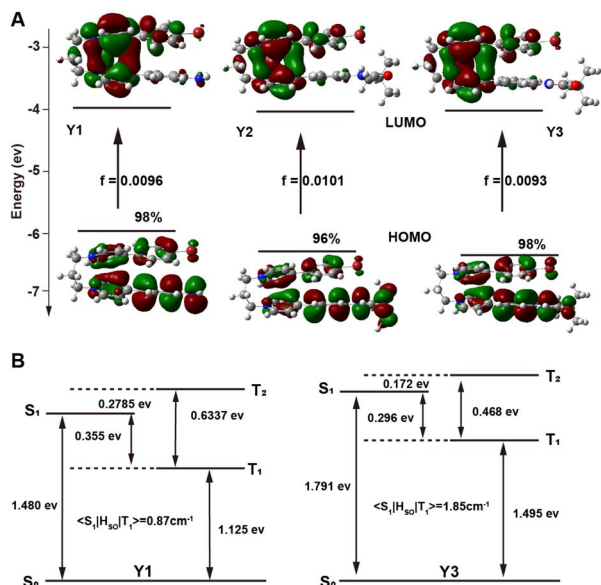 A
Energy (ev)
-3
-4
-5
-6
-7
Y1
Y2
LUMO
Y3
f = 0.0096
f = 0.0101
f = 0.0093
98%
96%
HOMO
98%
B
S₁
0.2785 ev
T₂
0.355 ev
0.6337 ev
T₁
1.480 ev
<S₁|H_SO|T₁>=0.87cm⁻¹
1.125 ev
S₀
Y1
S₁
0.172 ev
T₂
0.296 ev
0.468 ev
T₁
1.791 ev
<S₁|H_SO|T₁>=1.85cm⁻¹
1.495 ev
S₀
Y3